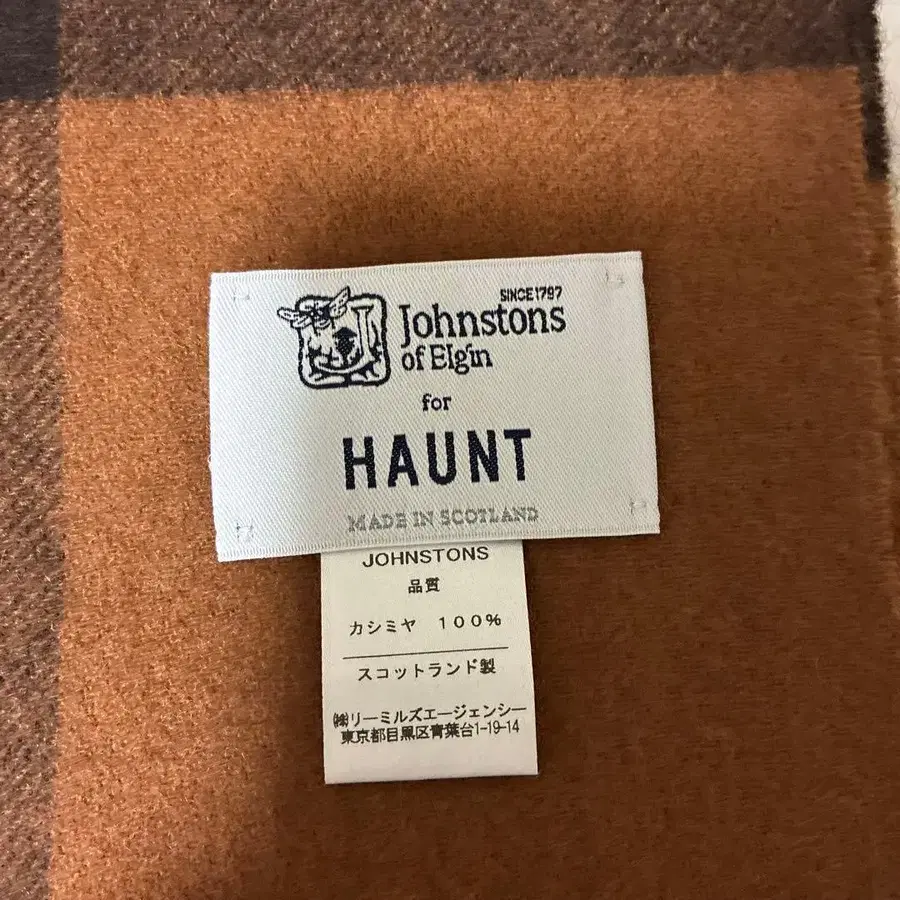 SINCE 1797
Johnstons
of Elgin
for
HAUNT
MADE IN SCOTLAND
JOHNSTONS
品質
カシミヤ 100%
スコットランド製
㈱リーミルズエージェンシー
東京都目黒区青葉台1-19-14